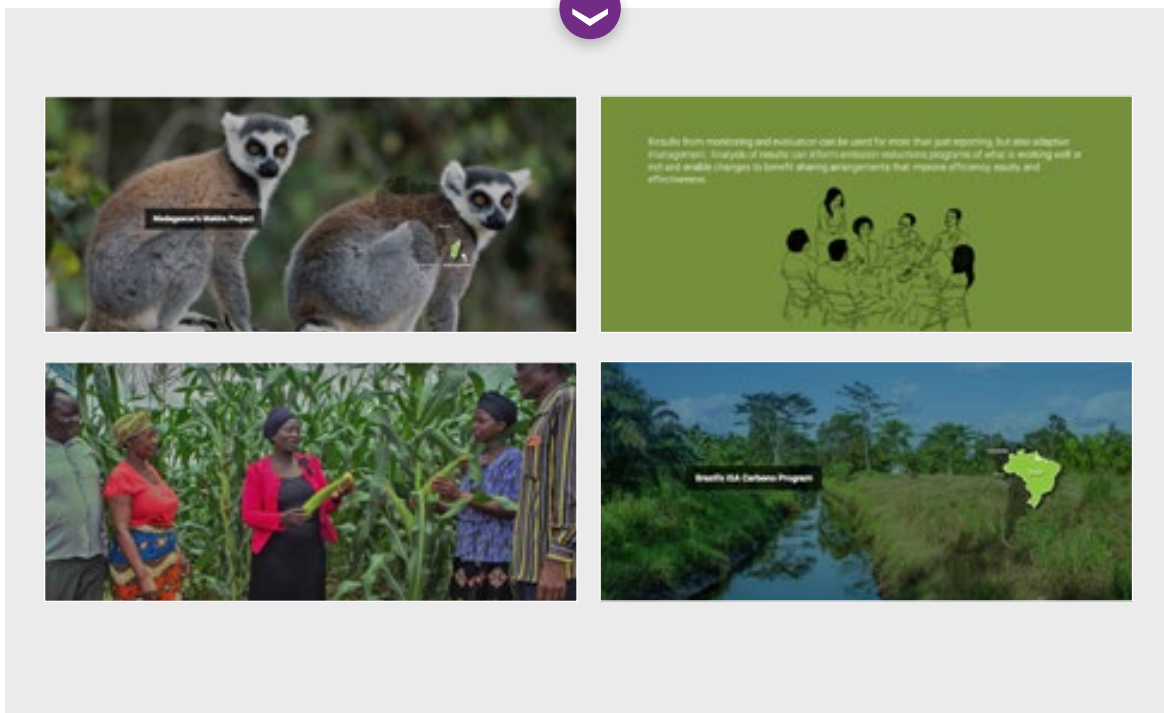 Madagascar's Makira Project
Results from monitoring and evaluation can be used for more than just reporting, but also adaptive
management. Analysis of results can inform emission reductions programs of what is working well or
not and enable changes to benefit sharing arrangements that improve efficiency equity and
effectiveness.
Brazil's ISA Carbono Program